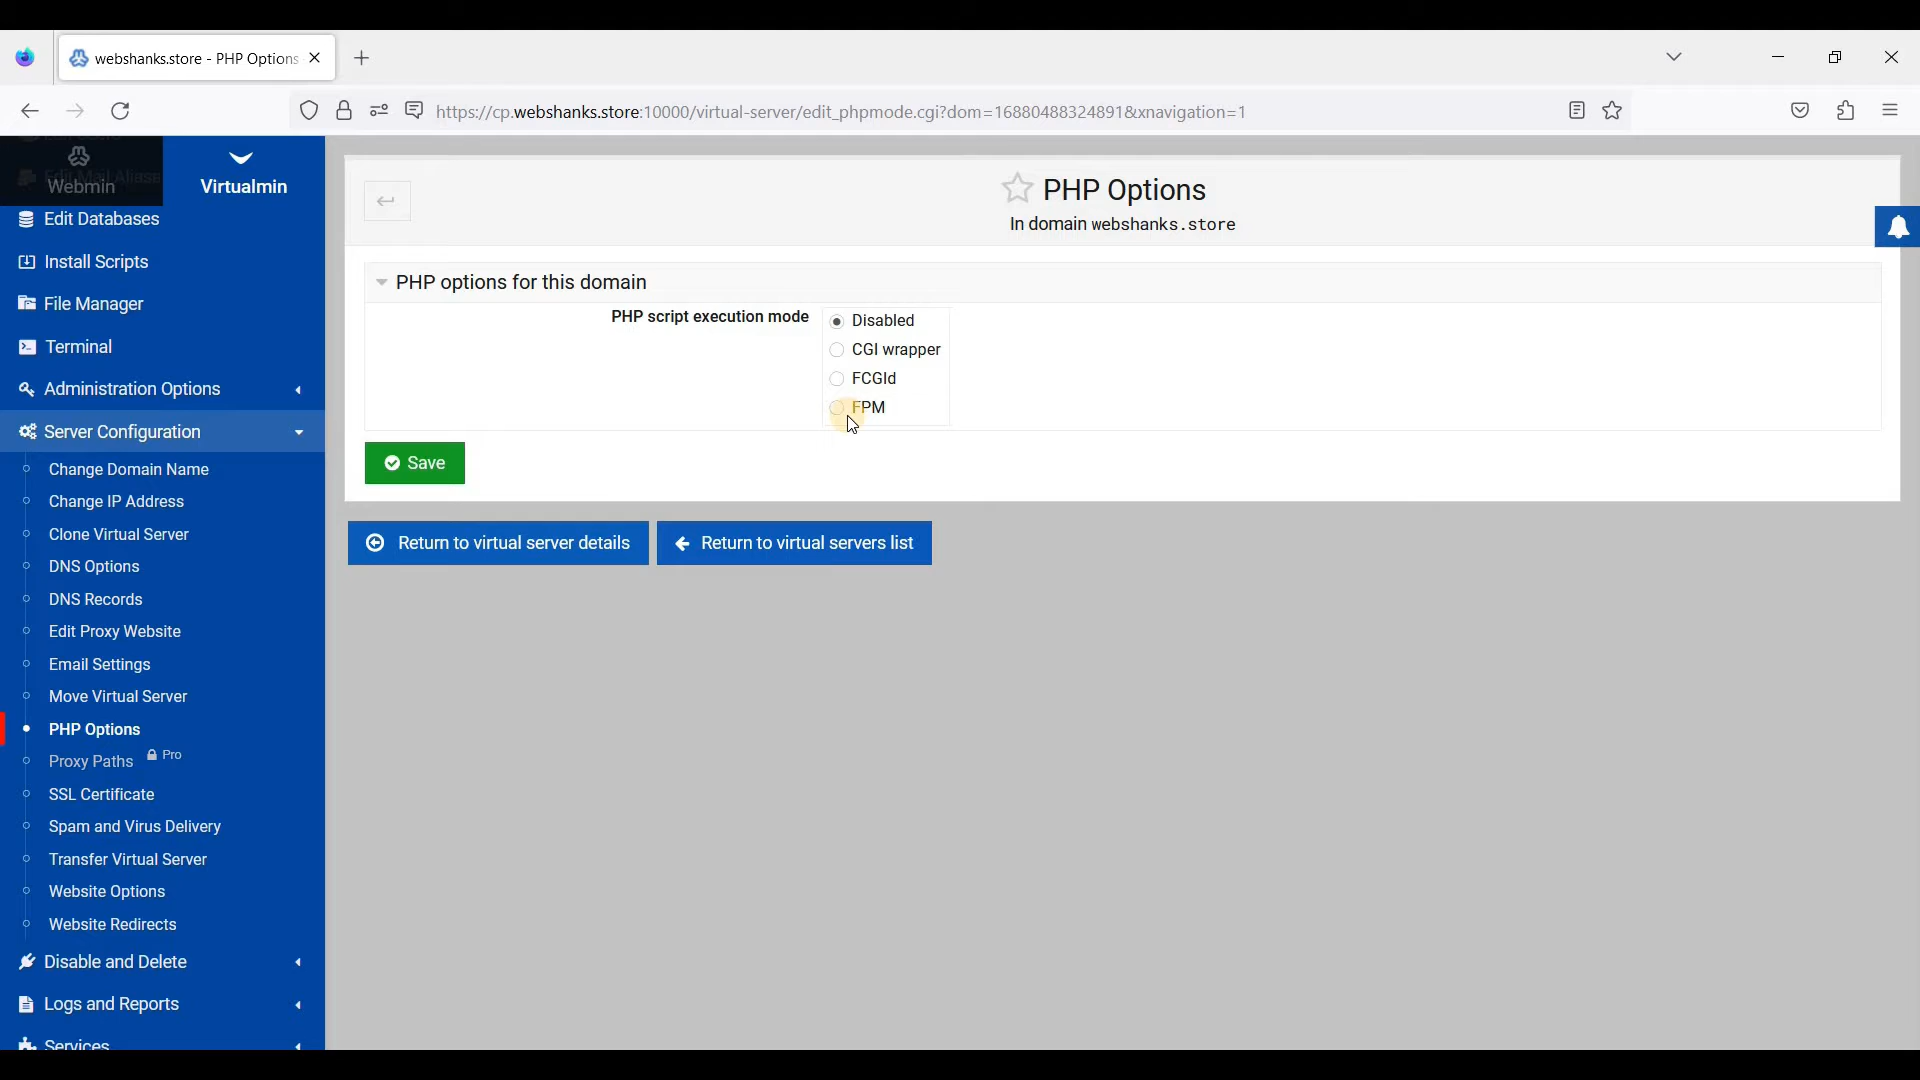 webshanks.store - PHP Options
https://cp.webshanks.store:10000/virtual-server/edit_phpmode.cgi?dom=16880488324891&xnavigation=1
Webmin
Virtualmin
Edit Mail Aliase
Edit Databases
Install Scripts
File Manager
Terminal
Administration Options
Server Configuration
Change Domain Name
Change IP Address
Clone Virtual Server
DNS Options
DNS Records
Edit Proxy Website
Email Settings
Move Virtual Server
PHP Options
Proxy Paths Pro
SSL Certificate
Spam and Virus Delivery
Transfer Virtual Server
Website Options
Website Redirects
Disable and Delete
Logs and Reports
Services
PHP Options
In domain webshanks.store
PHP options for this domain
PHP script execution mode
Disabled
CGI wrapper
FCGId
FPM
Save
Return to virtual server details
Return to virtual servers list